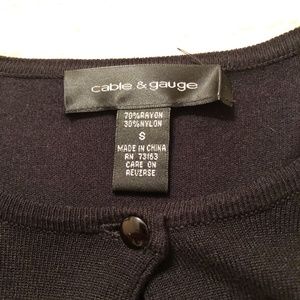 cable & gauge
70%RAYON
30%NYLON
S
MADE IN CHINA
RN 73163
CARE ON
REVERSE